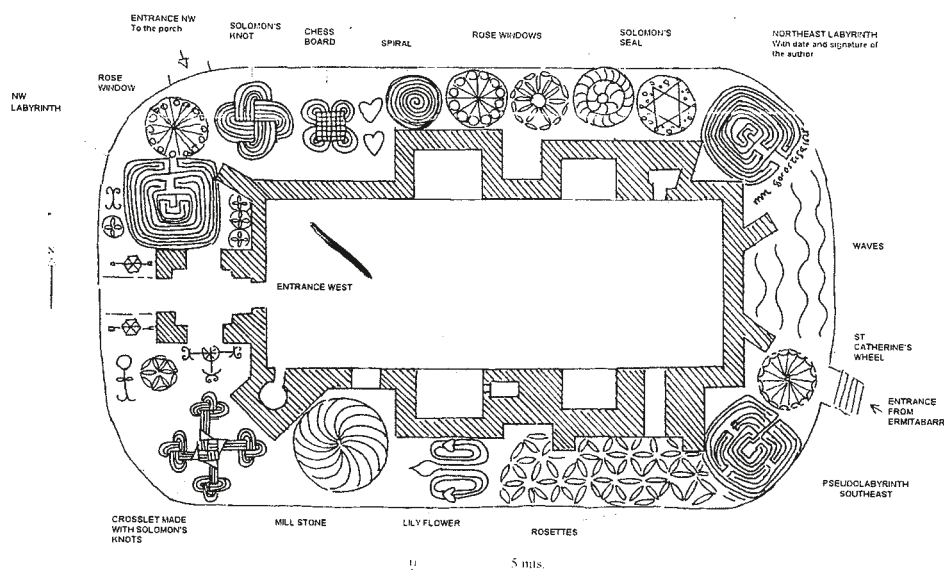 ENTRANCE NW
To the porch
SOLOMON'S
KNOT
CHESS
BOARD
SPIRAL
ROSE WINDOWS
SOLOMON'S
SEAL
NORTHEAST LABYRINTH
With date and signature of
the author
ROSE
WINDOW
NW
LABYRINTH
WAVES
ENTRANCE WEST
ST
CATHERINE'S
WHEEL
ENTRANCE
FROM
ERMITABARR
PSEUDOLABYRINTH
SOUTHEAST
CROSSLET MADE
WITH SOLOMON'S
KNOTS
MILL STONE
LILY FLOWER
ROSETTES
5 mts.